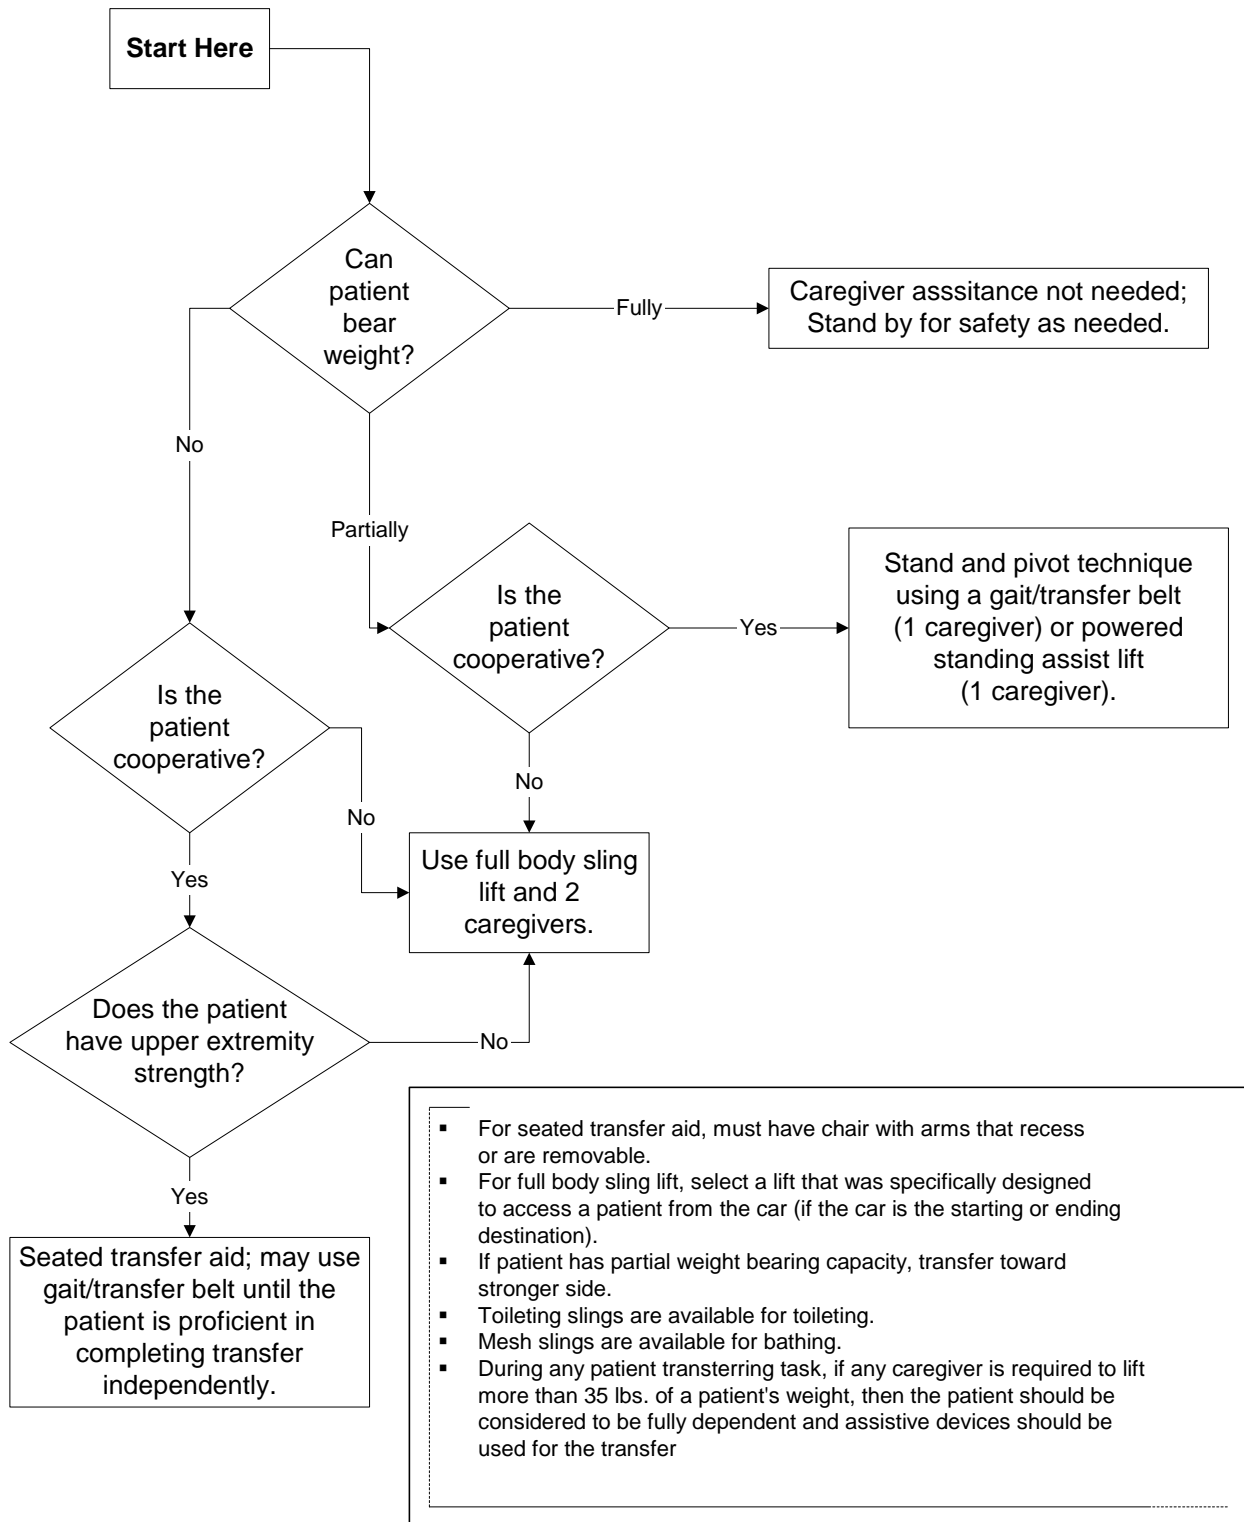 Start Here
Can
patient
bear
weight?
Fully
Caregiver asssitance not needed;
Stand by for safety as needed.
No
Partially
Is the
patient
cooperative?
Yes
Stand and pivot technique
using a gait/transfer belt
(1 caregiver) or powered
standing assist lift
(1 caregiver).
Is the
patient
cooperative?
No
No
Use full body sling
lift and 2
caregivers.
Yes
Does the patient
have upper extremity
strength?
No
Yes
Seated transfer aid; may use
gait/transfer belt until the
patient is proficient in
completing transfer
independently.
▪ For seated transfer aid, must have chair with arms that recess
or are removable.
▪ For full body sling lift, select a lift that was specifically designed
to access a patient from the car (if the car is the starting or ending
destination).
▪ If patient has partial weight bearing capacity, transfer toward
stronger side.
▪ Toileting slings are available for toileting.
▪ Mesh slings are available for bathing.
▪ During any patient transterring task, if any caregiver is required to lift
more than 35 lbs. of a patient's weight, then the patient should be
considered to be fully dependent and assistive devices should be
used for the transfer